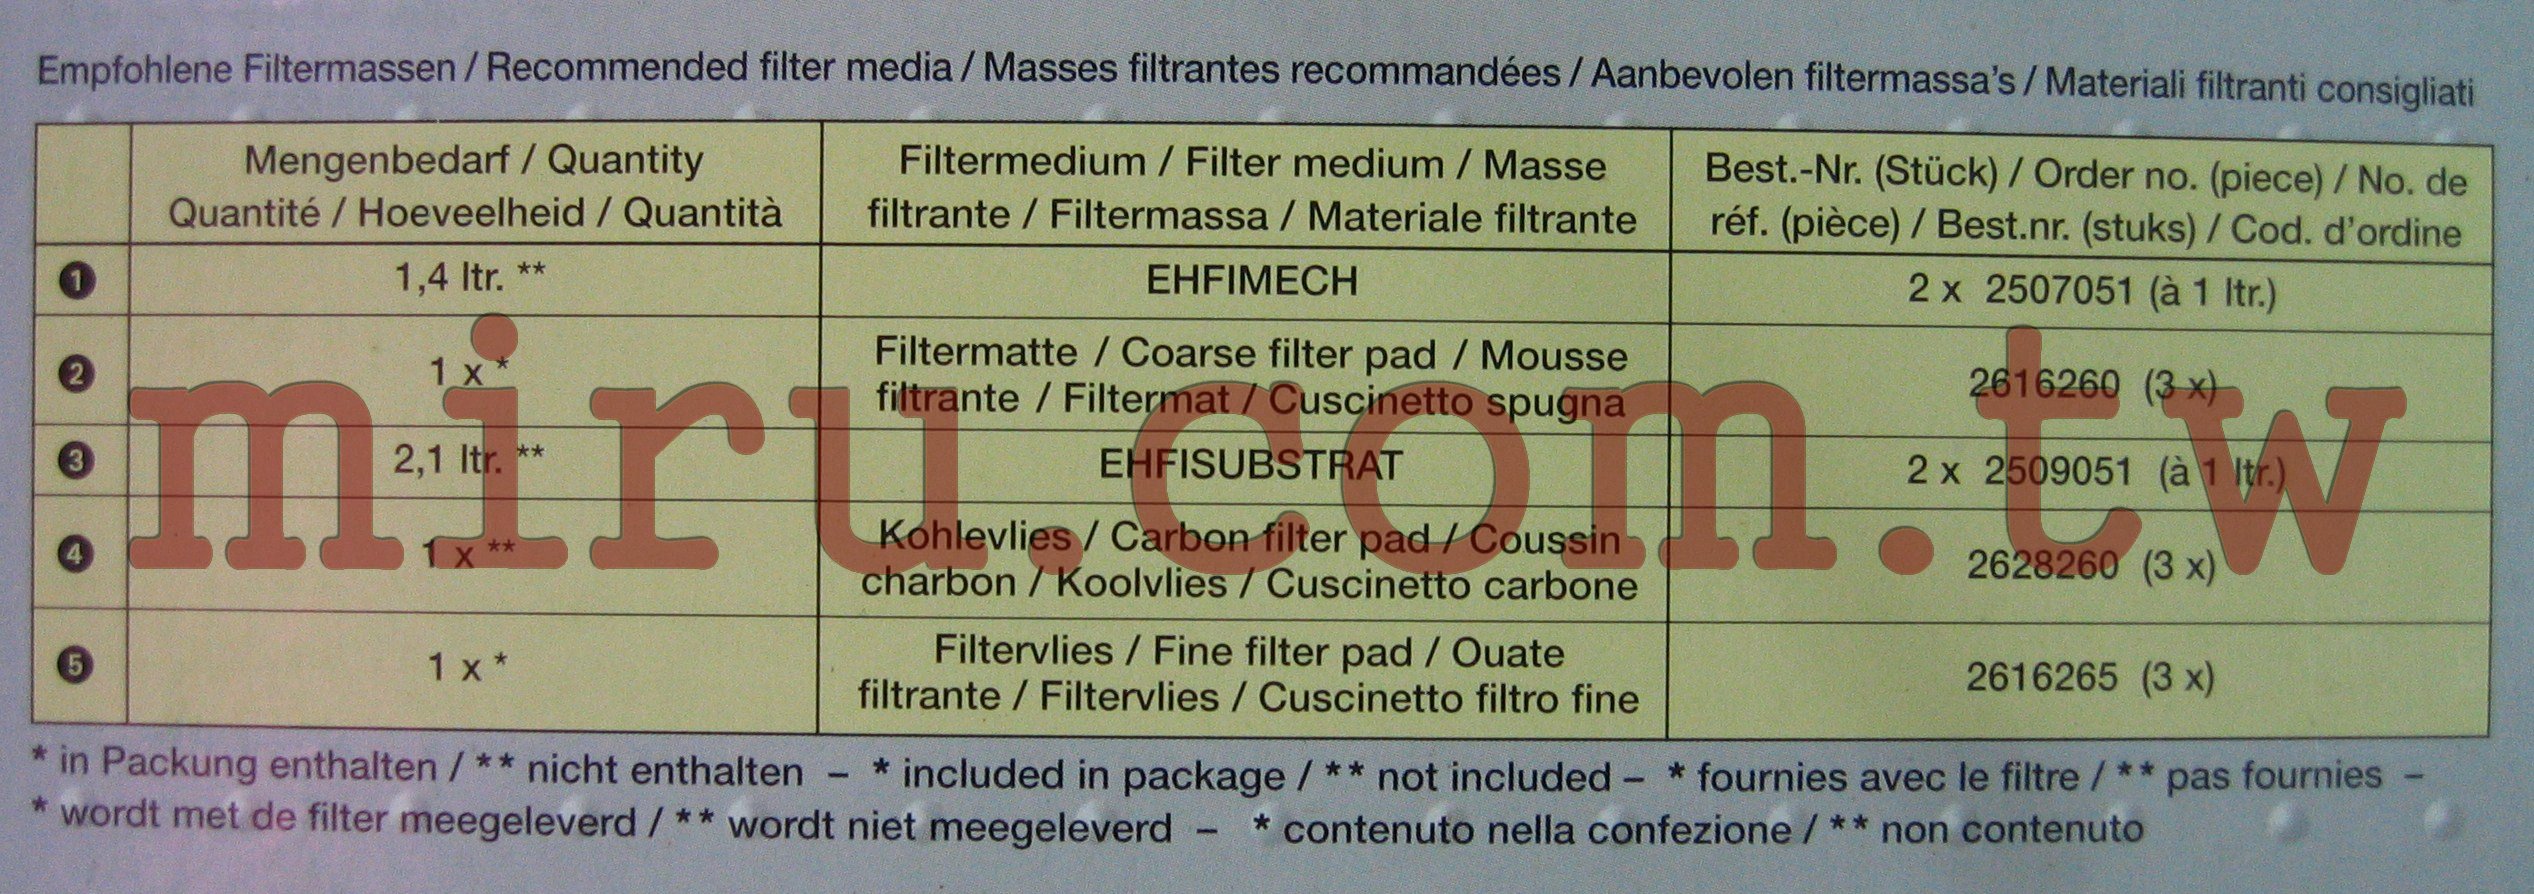 Empfohlene Filtermassen / Recommended filter media / Masses filtrantes recommandées / Aanbevolen filtermassa's / Materiali filtranti consigliati
Mengenbedarf / Quantity
Quantité / Hoeveelheid / Quantità
Filtermedium / Filter medium / Masse
filtrante / Filtermassa / Materiale filtrante
Best.-Nr. (Stück) / Order no. (piece) / No. de
réf. (pièce) / Best.nr. (stuks) / Cod. d'ordine
1
1,4 ltr. **
EHFIMECH
2 x 2507051 (à 1 ltr.)
2
1 x *
Filtermatte / Coarse filter pad / Mousse
filtrante / Filtermat / Cuscinetto spugna
2616260 (3 x)
3
2,1 ltr. **
EHFISUBSTRAT
2 x 2509051 (à 1 ltr.)
4
1 x **
Kohlevlies / Carbon filter pad / Coussin
charbon / Koolvlies / Cuscinetto carbone
2628260 (3 x)
5
1 x *
Filtervlies / Fine filter pad / Ouate
filtrante / Filtervlies / Cuscinetto filtro fine
2616265 (3 x)
* in Packung enthalten / ** nicht enthalten – * included in package / ** not included – * fournies avec le filtre / ** pas fournies –
* wordt met de filter meegeleverd / ** wordt niet meegeleverd – * contenuto nella confezione / ** non contenuto
miru.com.tw